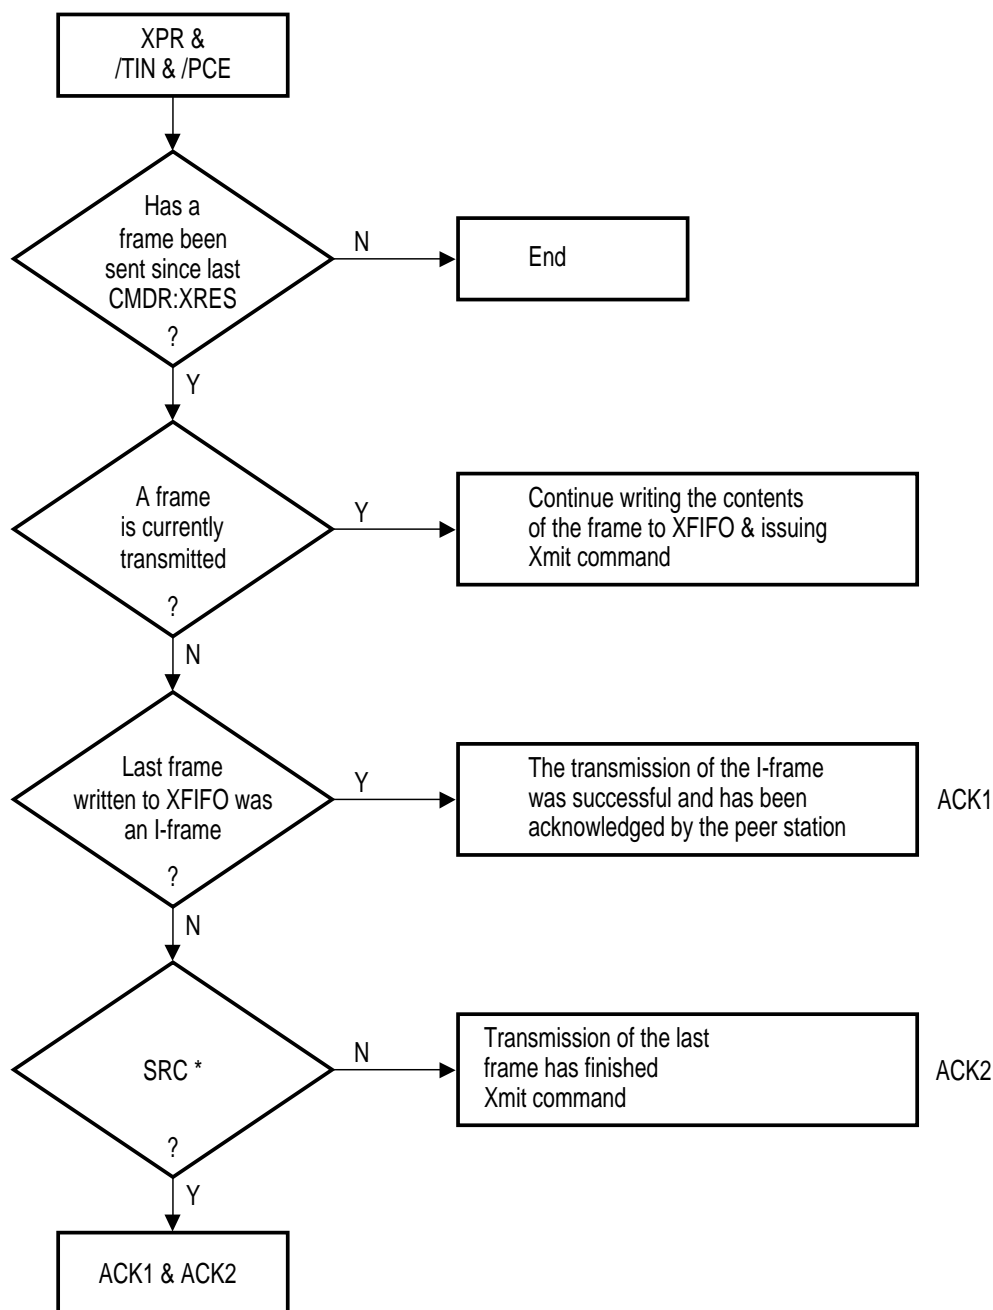 XPR &
/TIN & /PCE
Has a
frame been
sent since last
CMDR:XRES
?
N
End
Y
A frame
is currently
transmitted
?
Y
Continue writing the contents
of the frame to XFIFO & issuing
Xmit command
N
Last frame
written to XFIFO was
an I-frame
?
Y
The transmission of the I-frame
was successful and has been
acknowledged by the peer station
ACK1
N
SRC *
?
N
Transmission of the last
frame has finished
Xmit command
ACK2
Y
ACK1 & ACK2